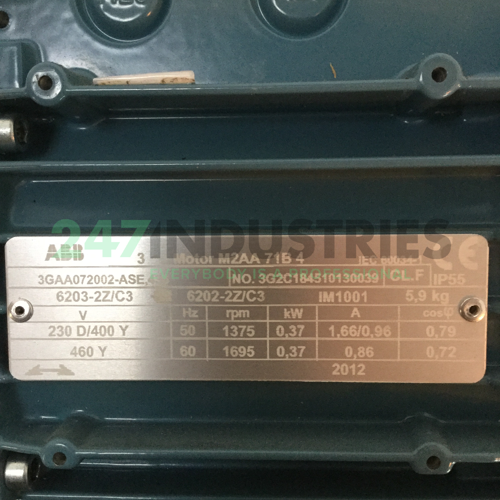 247INDUSTRIES
EVERYBODY IS A
ABB 3 Motor M2AA 71B 4
3GAA072002-ASE NO. 3G2C184510130039 CL.F IP55
6203-2Z/C3 6202-2Z/C3 IM1001 5,9 kg
V Hz rpm kW A cosφ
230 D/400 Y 50 1375 0,37 1,66/0,96 0,79
460 Y 60 1695 0,37 0,86 0,72
2012